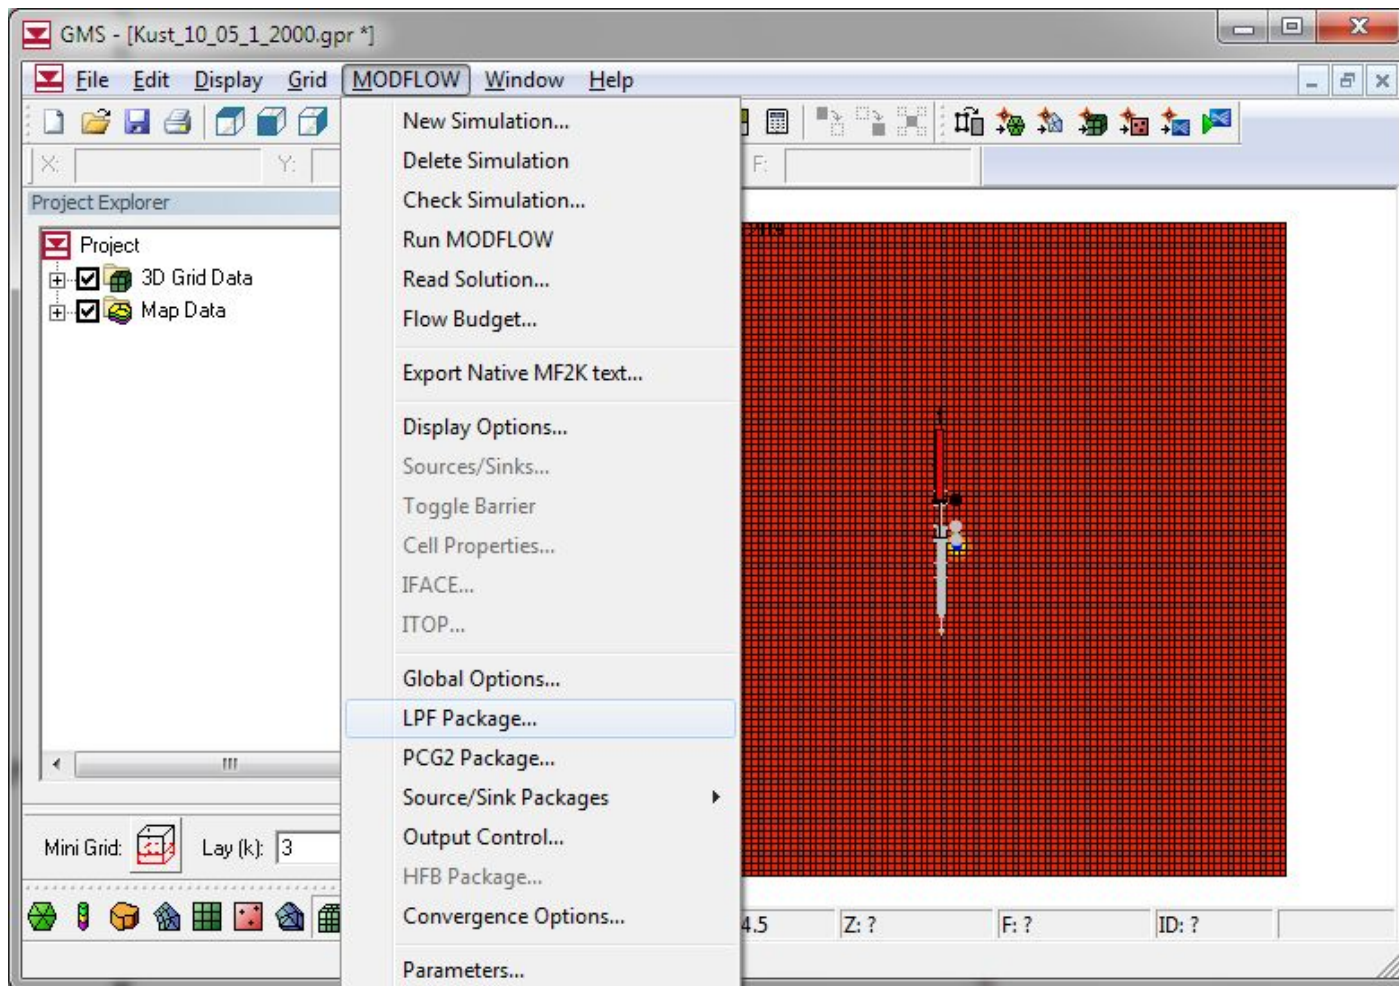 GMS - [Kust_10_05_1_2000.gpr *]
File Edit Display Grid MODFLOW Window Help
X: Y: F:
Project Explorer
Project
3D Grid Data
Map Data
Mini Grid: Lay (k): 3
New Simulation...
Delete Simulation
Check Simulation...
Run MODFLOW
Read Solution...
Flow Budget...
Export Native MF2K text...
Display Options...
Sources/Sinks...
Toggle Barrier
Cell Properties...
IFACE...
ITOP...
Global Options...
LPF Package...
PCG2 Package...
Source/Sink Packages
Output Control...
HFB Package...
Convergence Options...
Parameters...
4.5 Z: ? F: ? ID: ?